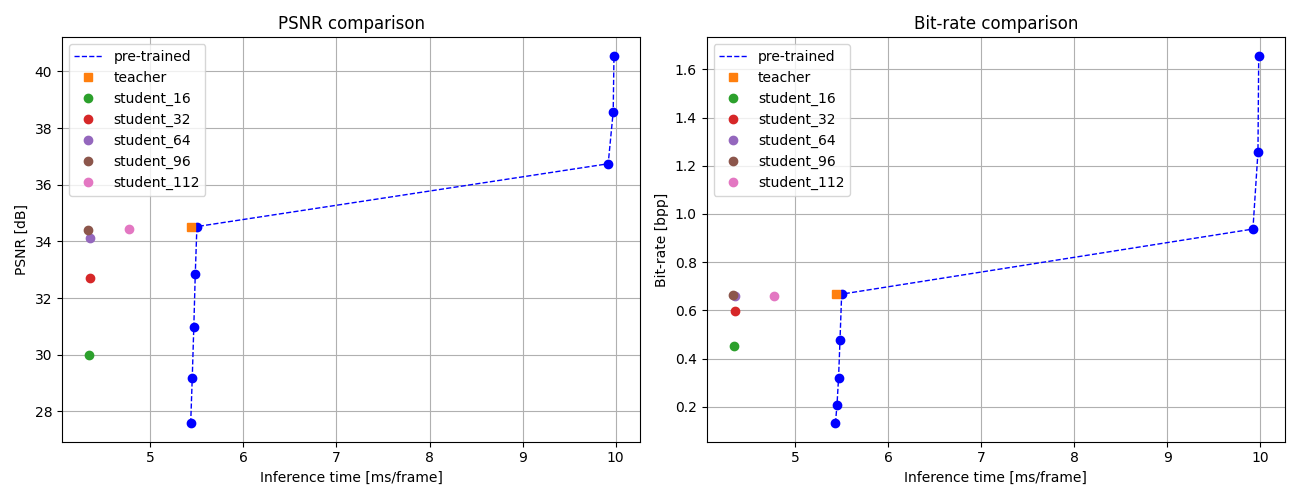 PSNR comparison
pre-trained
teacher
student_16
student_32
student_64
student_96
student_112
40
38
36
34
32
30
28
PSNR [dB]
5 6 7 8 9 10
Inference time [ms/frame]
Bit-rate comparison
pre-trained
teacher
student_16
student_32
student_64
student_96
student_112
1.6
1.4
1.2
1.0
0.8
0.6
0.4
0.2
Bit-rate [bpp]
5 6 7 8 9 10
Inference time [ms/frame]